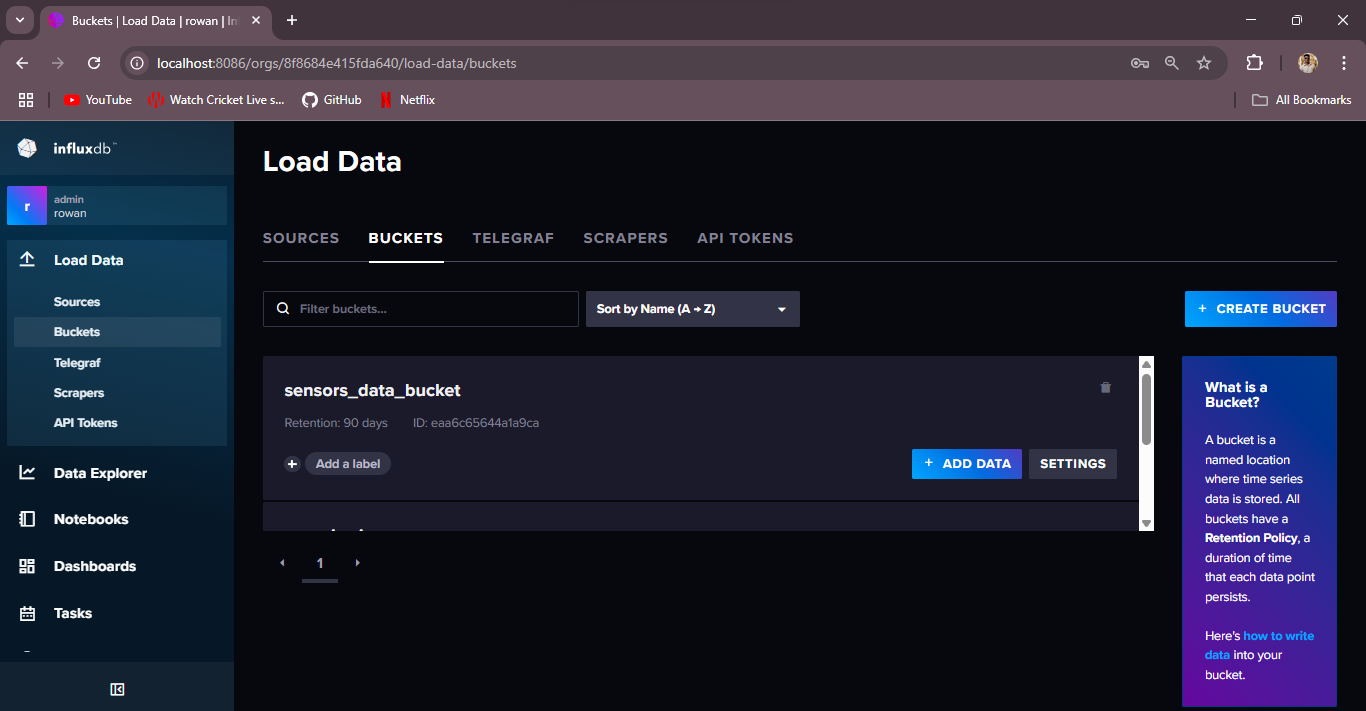 Buckets | Load Data | rowan | In
localhost:8086/orgs/8f8684e415fda640/load-data/buckets
YouTube
Watch Cricket Live s...
GitHub
Netflix
All Bookmarks
influxdb™
r
admin
rowan
Load Data
Sources
Buckets
Telegraf
Scrapers
API Tokens
Data Explorer
Notebooks
Dashboards
Tasks
Load Data
SOURCES
BUCKETS
TELEGRAF
SCRAPERS
API TOKENS
Filter buckets...
Sort by Name (A → Z)
+ CREATE BUCKET
sensors_data_bucket
Retention: 90 days
ID: eaa6c65644a1a9ca
+ Add a label
+ ADD DATA
SETTINGS
1
What is a
Bucket?
A bucket is a
named location
where time series
data is stored. All
buckets have a
Retention Policy, a
duration of time
that each data point
persists.
Here's how to write
data into your
bucket.